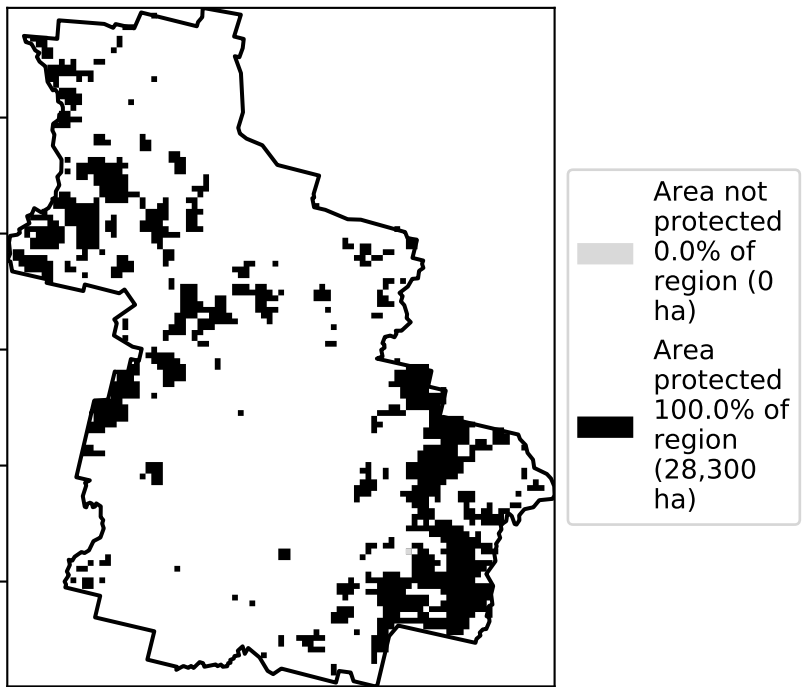 Area not
protected
0.0% of
region (0
ha)
Area
protected
100.0% of
region
(28,300
ha)